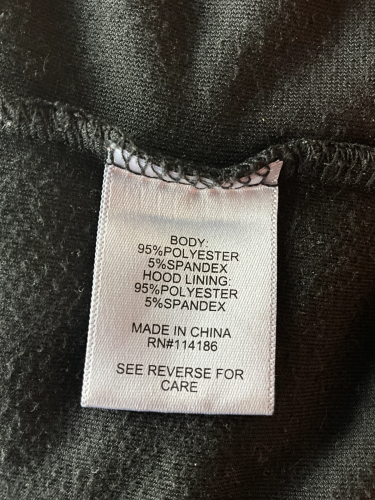 BODY:
95%POLYESTER
5%SPANDEX
HOOD LINING:
95%POLYESTER
5%SPANDEX
MADE IN CHINA
RN#114186
SEE REVERSE FOR
CARE